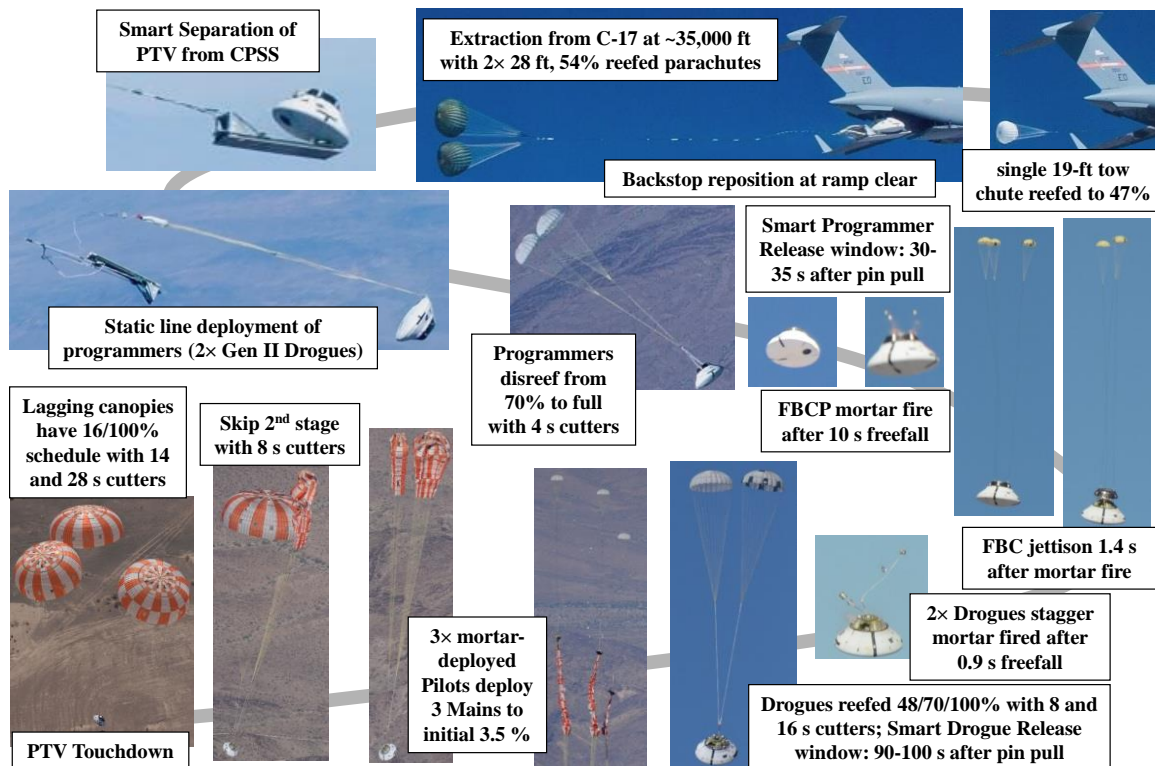 Smart Separation of
PTV from CPSS
Extraction from C-17 at ~35,000 ft
with 2× 28 ft, 54% reefed parachutes
ED
Backstop reposition at ramp clear
single 19-ft tow
chute reefed to 47%
Static line deployment of
programmers (2× Gen II Drogues)
Programmers
disreef from
70% to full
with 4 s cutters
Smart Programmer
Release window: 30-
35 s after pin pull
FBCP mortar fire
after 10 s freefall
FBC jettison 1.4 s
after mortar fire
2× Drogues stagger
mortar fired after
0.9 s freefall
Drogues reefed 48/70/100% with 8 and
16 s cutters; Smart Drogue Release
window: 90-100 s after pin pull
3× mortar-
deployed
Pilots deploy
3 Mains to
initial 3.5 %
Skip 2nd stage
with 8 s cutters
Lagging canopies
have 16/100%
schedule with 14
and 28 s cutters
PTV Touchdown